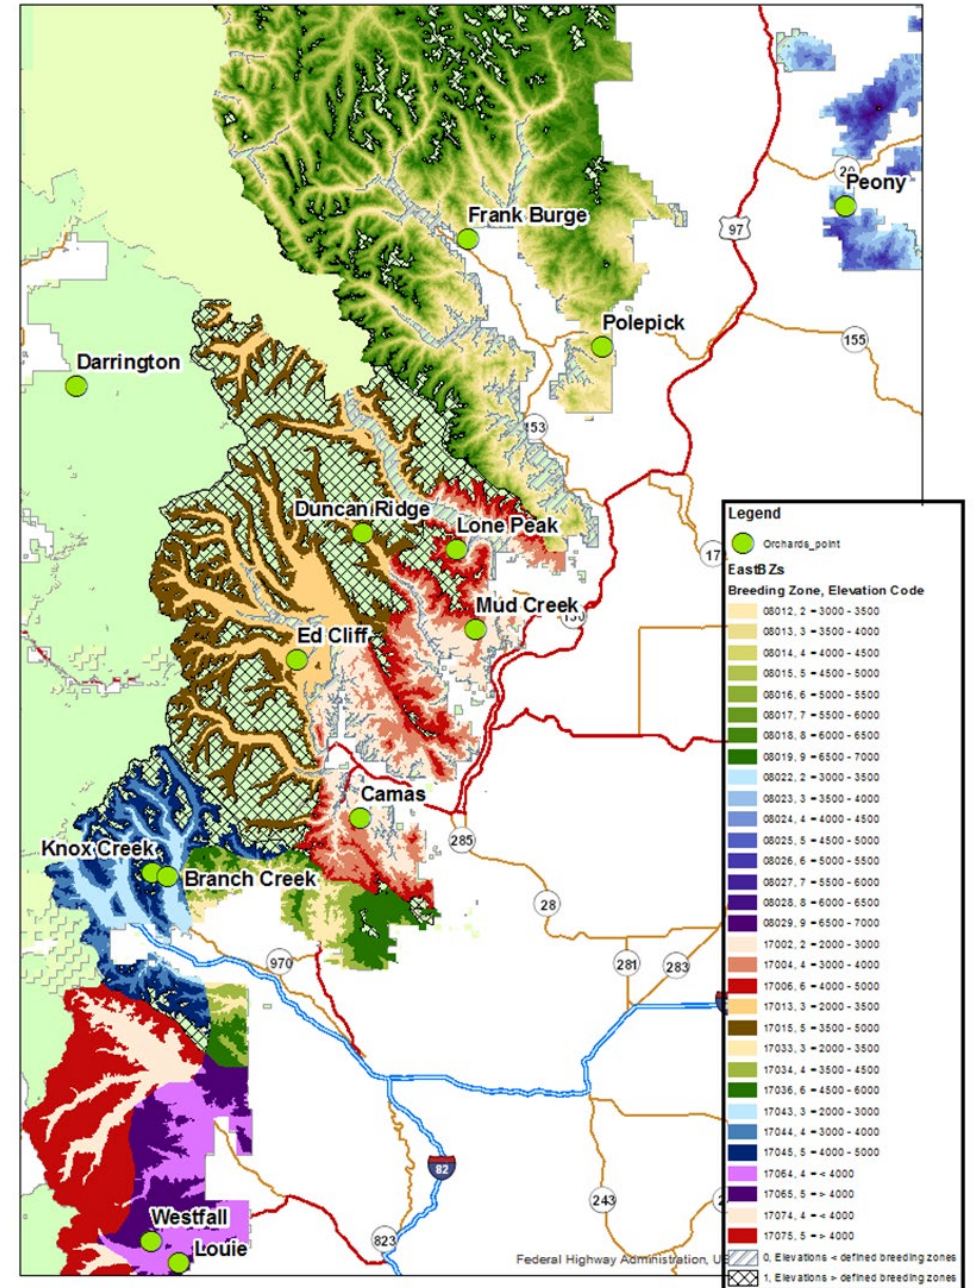 20
Peony
Frank Burge
97
Polepick
155
Darrington
153
Duncan Ridge
Lone Peak
17
Mud Creek
Ed Cliff
Camas
285
Knox Creek
Branch Creek
28
970
281
283
82
243
Westfall
823
Louie
Federal Highway Administration, U
Legend
Orchards_point
EastBZs
Breeding Zone, Elevation Code
08012, 2 = 3000 - 3500
08013, 3 = 3500 - 4000
08014, 4 = 4000 - 4500
08015, 5 = 4500 - 5000
08016, 6 = 5000 - 5500
08017, 7 = 5500 - 6000
08018, 8 = 6000 - 6500
08019, 9 = 6500 - 7000
08022, 2 = 3000 - 3500
08023, 3 = 3500 - 4000
08024, 4 = 4000 - 4500
08025, 5 = 4500 - 5000
08026, 6 = 5000 - 5500
08027, 7 = 5500 - 6000
08028, 8 = 6000 - 6500
08029, 9 = 6500 - 7000
17002, 2 = 2000 - 3000
17004, 4 = 3000 - 4000
17006, 6 = 4000 - 5000
17013, 3 = 2000 - 3500
17015, 5 = 3500 - 5000
17033, 3 = 2000 - 3500
17034, 4 = 3500 - 4500
17036, 6 = 4500 - 6000
17043, 3 = 2000 - 3000
17044, 4 = 3000 - 4000
17045, 5 = 4000 - 5000
17064, 4 = < 4000
17065, 5 = > 4000
17074, 4 = < 4000
17075, 5 = > 4000
0, Elevations < defined breeding zones
1, Elevations > defined breeding zones